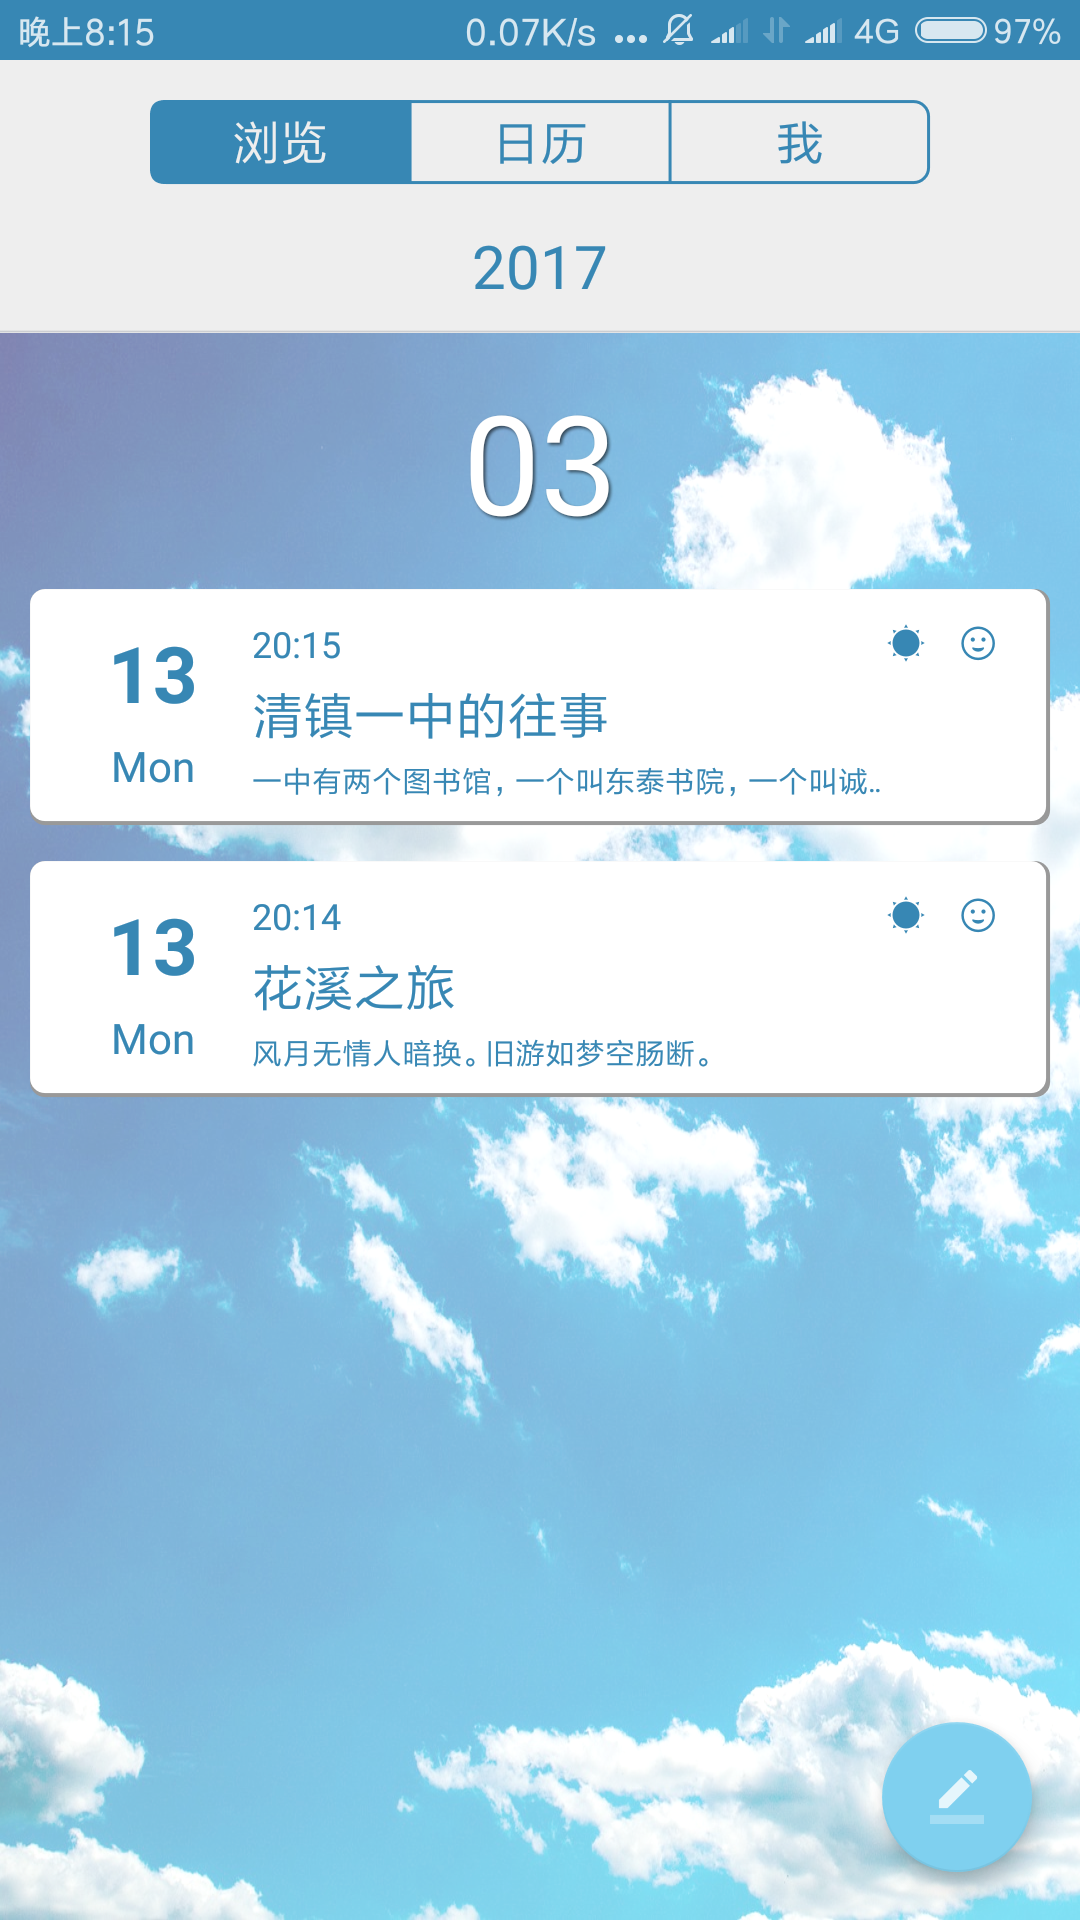 晚上8:15 0.07K/s ... 4G 97%
浏览 日历 我
2017
03
13
Mon
20:15
清镇一中的往事
一中有两个图书馆，一个叫东泰书院，一个叫诚..
13
Mon
20:14
花溪之旅
风月无情人暗换。旧游如梦空肠断。